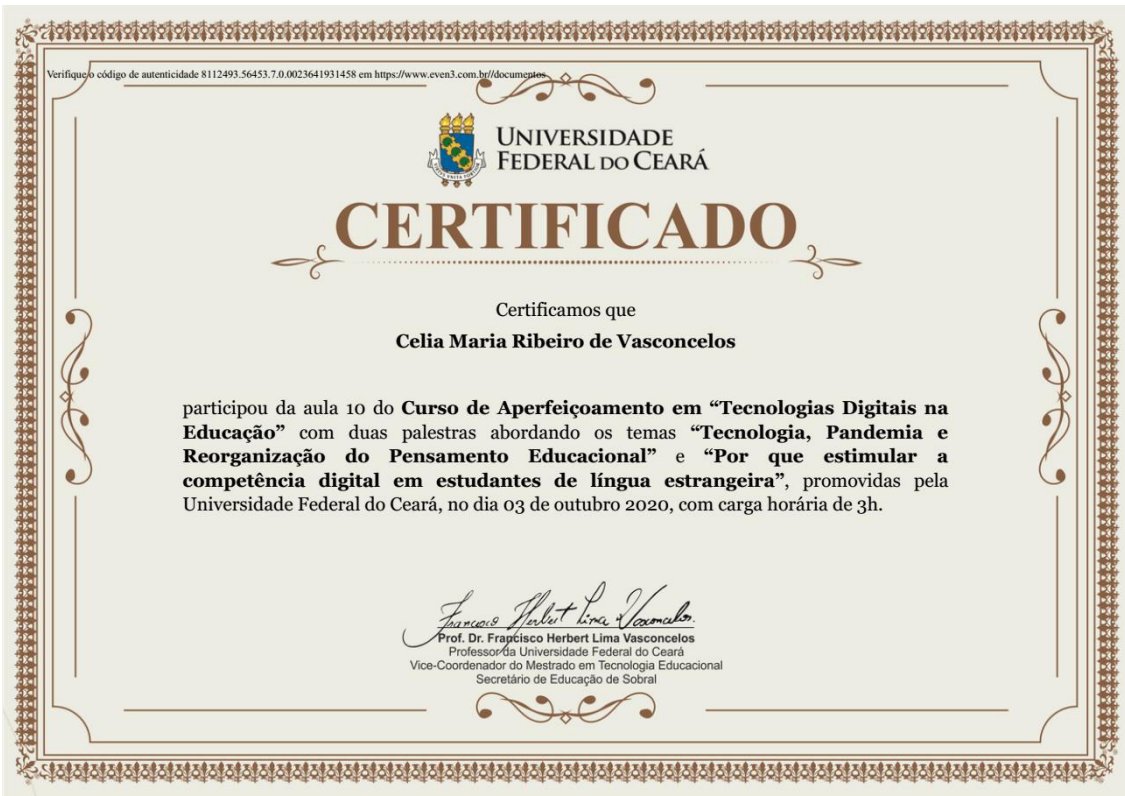 Verifique o código de autenticidade 8112493.56453.7.0.0023641931458 em https://www.even3.com.br//documentos
UNIVERSIDADE
FEDERAL DO CEARÁ
CERTIFICADO
Certificamos que
Celia Maria Ribeiro de Vasconcelos
participou da aula 10 do Curso de Aperfeiçoamento em “Tecnologias Digitais na
Educação” com duas palestras abordando os temas “Tecnologia, Pandemia e
Reorganização do Pensamento Educacional” e “Por que estimular a
competência digital em estudantes de língua estrangeira”, promovidas pela
Universidade Federal do Ceará, no dia 03 de outubro 2020, com carga horária de 3h.
Francisco Herbert Lima Vasconcelos.
Prof. Dr. Francisco Herbert Lima Vasconcelos
Professor da Universidade Federal do Ceará
Vice-Coordenador do Mestrado em Tecnologia Educacional
Secretário de Educação de Sobral